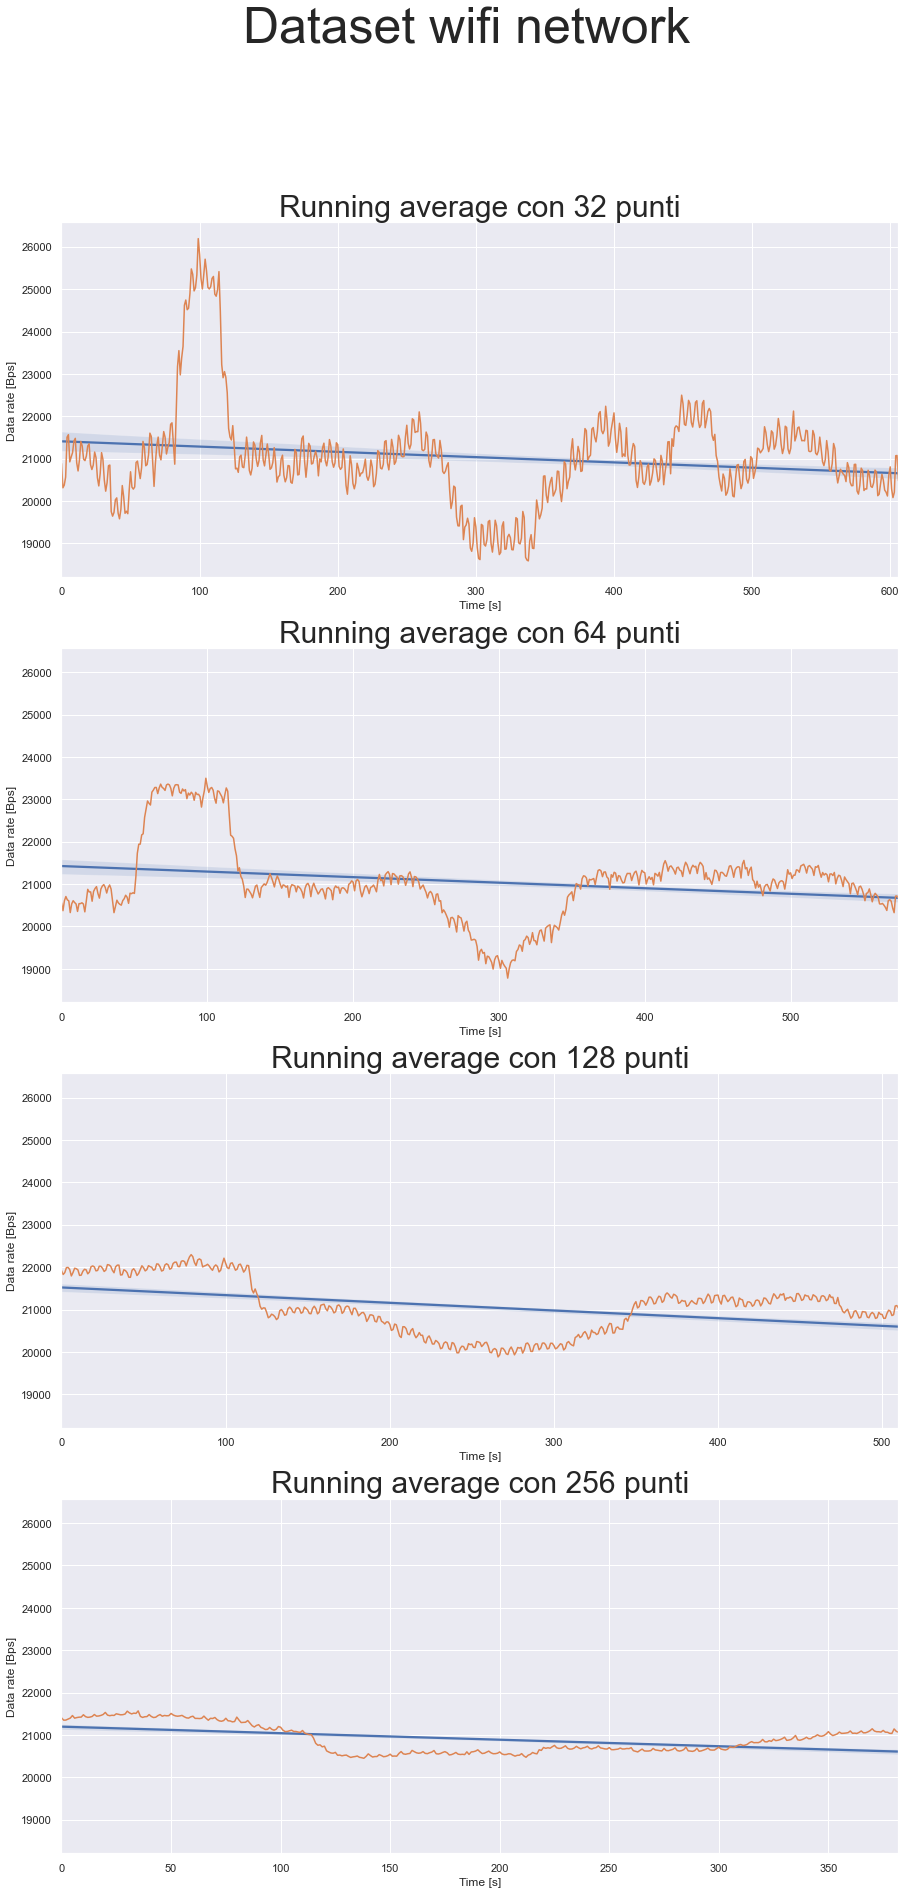 Dataset wifi network
Running average con 32 punti
26000
25000
24000
23000
22000
21000
20000
19000
Data rate [Bps]
0 100 200 300 400 500 600
Time [s]
Running average con 64 punti
26000
25000
24000
23000
22000
21000
20000
19000
Data rate [Bps]
0 100 200 300 400 500
Time [s]
Running average con 128 punti
26000
25000
24000
23000
22000
21000
20000
19000
Data rate [Bps]
0 100 200 300 400 500
Time [s]
Running average con 256 punti
26000
25000
24000
23000
22000
21000
20000
19000
Data rate [Bps]
0 50 100 150 200 250 300 350
Time [s]